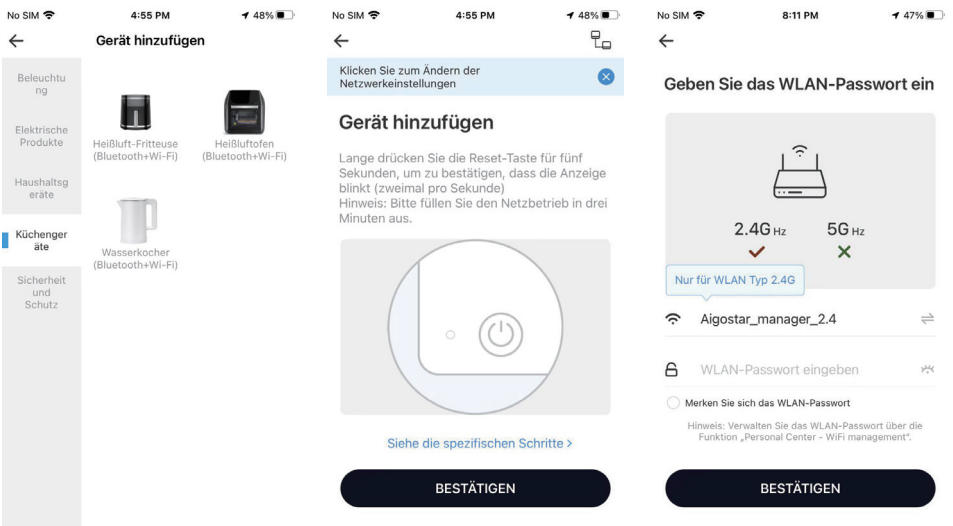 No SIM 4:55 PM 48%
Gerät hinzufügen
Beleuchtu
ng
Elektrische
Produkte
Haushaltsg
eräte
Küchenger
äte
Sicherheit
und
Schutz
Heißluft-Fritteuse
(Bluetooth+Wi-Fi)
Heißluftofen
(Bluetooth+Wi-Fi)
Wasserkocher
(Bluetooth+Wi-Fi)
No SIM 4:55 PM 48%
Klicken Sie zum Ändern der
Netzwerkeinstellungen
Gerät hinzufügen
Lange drücken Sie die Reset-Taste für fünf
Sekunden, um zu bestätigen, dass die Anzeige
blinkt (zweimal pro Sekunde)
Hinweis: Bitte füllen Sie den Netzbetrieb in drei
Minuten aus.
Siehe die spezifischen Schritte >
BESTÄTIGEN
No SIM 8:11 PM 47%
Geben Sie das WLAN-Passwort ein
2.4G Hz 5G Hz
Nur für WLAN Typ 2.4G
Aigostar_manager_2.4
WLAN-Passwort eingeben
Merken Sie sich das WLAN-Passwort
Hinweis: Verwalten Sie das WLAN-Passwort über die
Funktion „Personal Center - WiFi management“.
BESTÄTIGEN